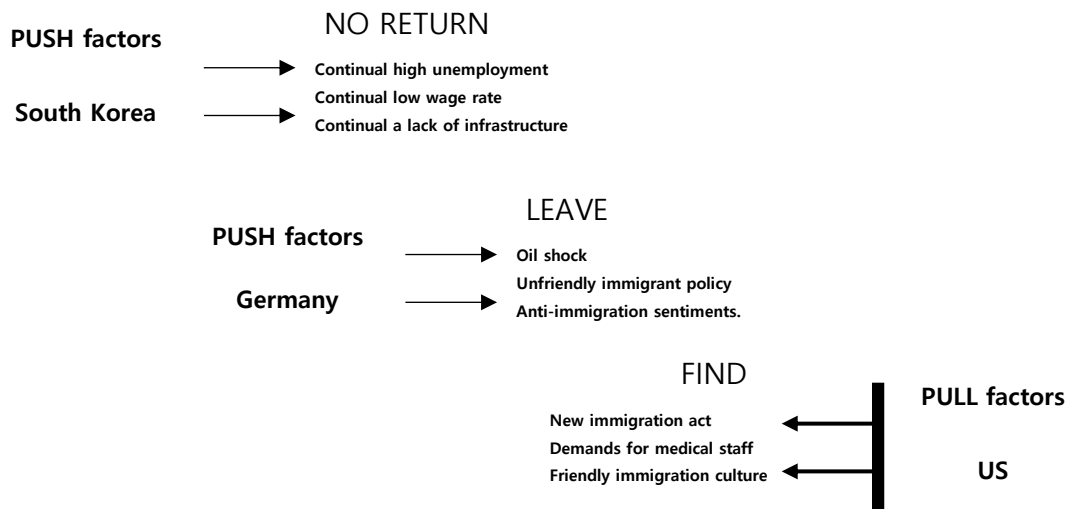 NO RETURN
PUSH factors
South Korea
Continual high unemployment
Continual low wage rate
Continual a lack of infrastructure
LEAVE
PUSH factors
Germany
Oil shock
Unfriendly immigrant policy
Anti-immigration sentiments.
FIND
New immigration act
Demands for medical staff
Friendly immigration culture
PULL factors
US